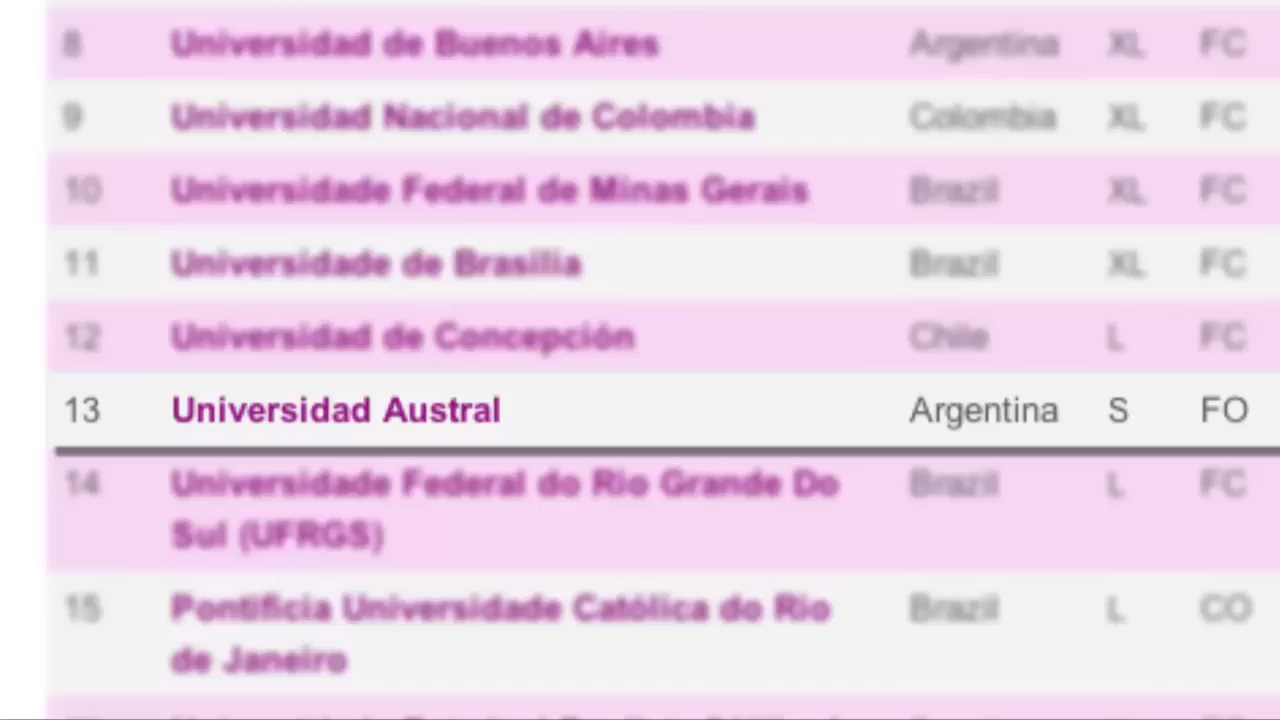 8 Universidad de Buenos Aires Argentina XL FC
9 Universidad Nacional de Colombia Colombia XL FC
10 Universidade Federal de Minas Gerais Brazil XL FC
11 Universidade de Brasilia Brazil XL FC
12 Universidad de Concepción Chile L FC
13 Universidad Austral Argentina S FO
14 Universidade Federal do Rio Grande Do Brazil L FC
Sul (UFRGS)
15 Pontificia Universidade Católica do Rio Brazil L CO
de Janeiro